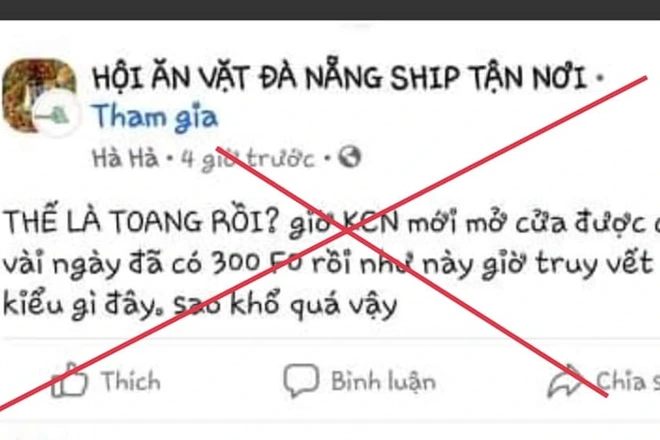 HỘI ĂN VẶT ĐÀ NẴNG SHIP TẬN NƠI ·
Tham gia
Hà Hà · 4 giờ trước ·
THẾ LÀ TOANG RỒI? giờ KCN mới mở cửa được
vài ngày đã có 300 F0 rồi như này giờ truy vết
kiểu gì đây. sao khổ quá vậy
Thích
Bình luận
Chia